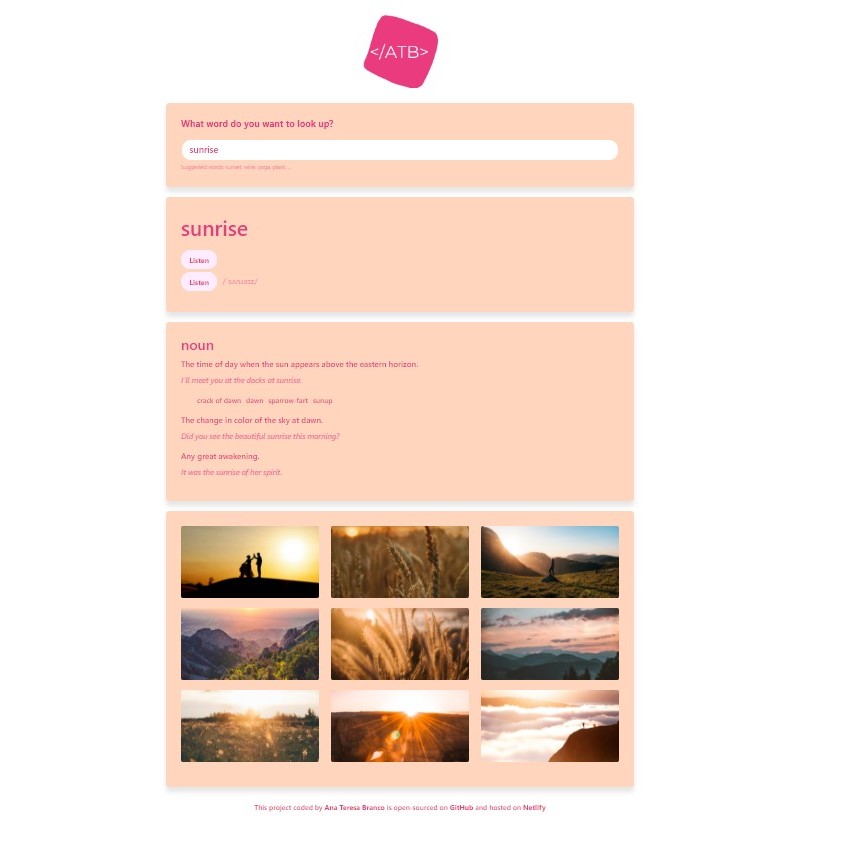 </ATB>
What word do you want to look up?
sunrise
Suggested words: sunset, wine, yoga, plant ...
sunrise
Listen
Listen
noun
The time of day when the sun appears above the eastern horizon.
I'll meet you at the docks at sunrise.
crack of dawn dawn sparrow-fart sunup
The change in color of the sky at dawn.
Did you see the beautiful sunrise this morning?
Any great awakening.
It was the sunrise of her spirit.
This project coded by Ana Teresa Branco is open-sourced on GitHub and hosted on Netlify